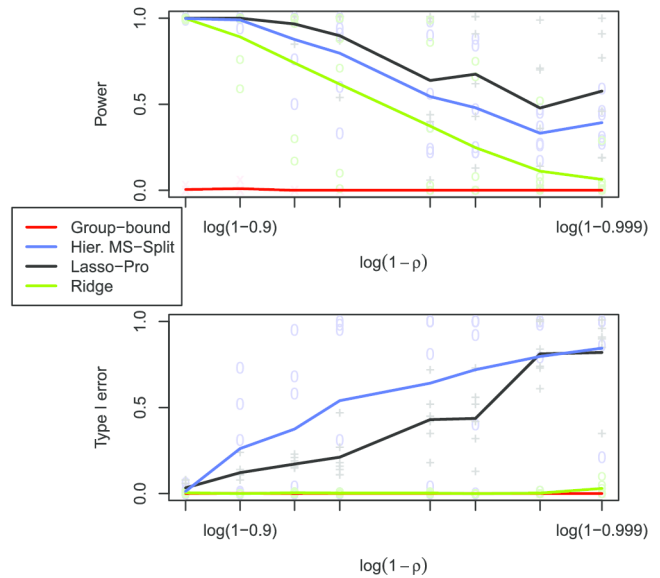 1.0
0.5
0.0
Power
log(1−0.9) log(1−0.999)
log(1−ρ)
Group−bound
Hier. MS−Split
Lasso−Pro
Ridge
1.0
0.5
0.0
Type I error
log(1−0.9) log(1−0.999)
log(1−ρ)